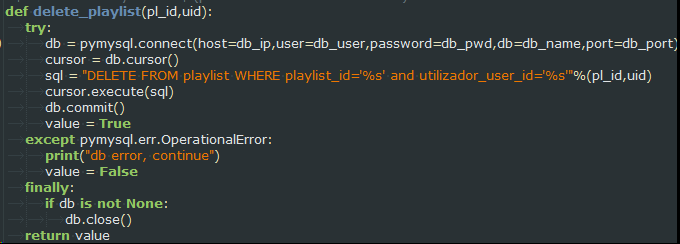 def delete_playlist(pl_id,uid):
try:
db = pymysql.connect(host=db_ip,user=db_user,password=db_pwd,db=db_name,port=db_port)
cursor = db.cursor()
sql = "DELETE FROM playlist WHERE playlist_id='%s' and utilizador_user_id='%s'"%(pl_id,uid)
cursor.execute(sql)
db.commit()
value = True
except pymysql.err.OperationalError:
print("db error, continue")
value = False
finally:
if db is not None:
db.close()
return value